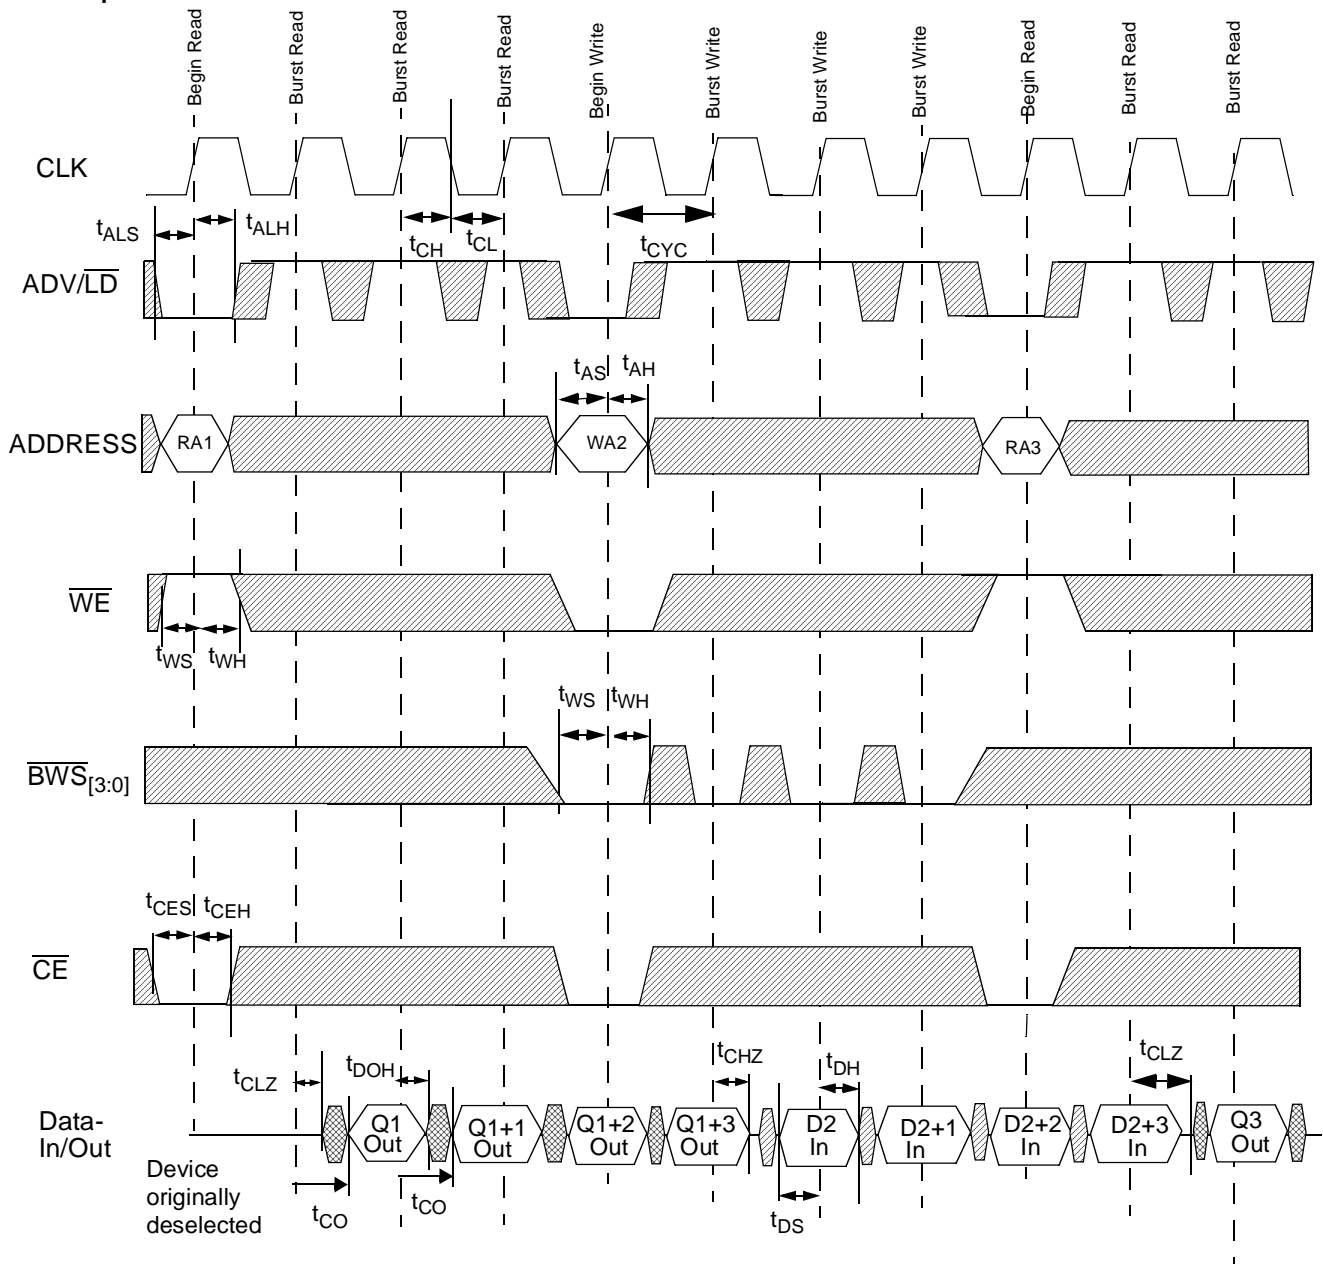 Begin Read
Burst Read
Burst Read
Burst Read
Begin Write
Burst Write
Burst Write
Burst Write
Begin Read
Burst Read
Burst Read
CLK
tALS
tALH
tCH
tCL
tCYC
ADV/LD
tAS
tAH
ADDRESS
RA1
WA2
RA3
WE
tWS
tWH
tWS
tWH
BWS[3:0]
tCES
tCEH
CE
tCLZ
tDOH
tCHZ
tDH
tCLZ
Data-
In/Out
Q1
Out
Q1+1
Out
Q1+2
Out
Q1+3
Out
D2
In
D2+1
In
D2+2
In
D2+3
In
Q3
Out
Device
originally
deselected
tCO
tCO
tDS